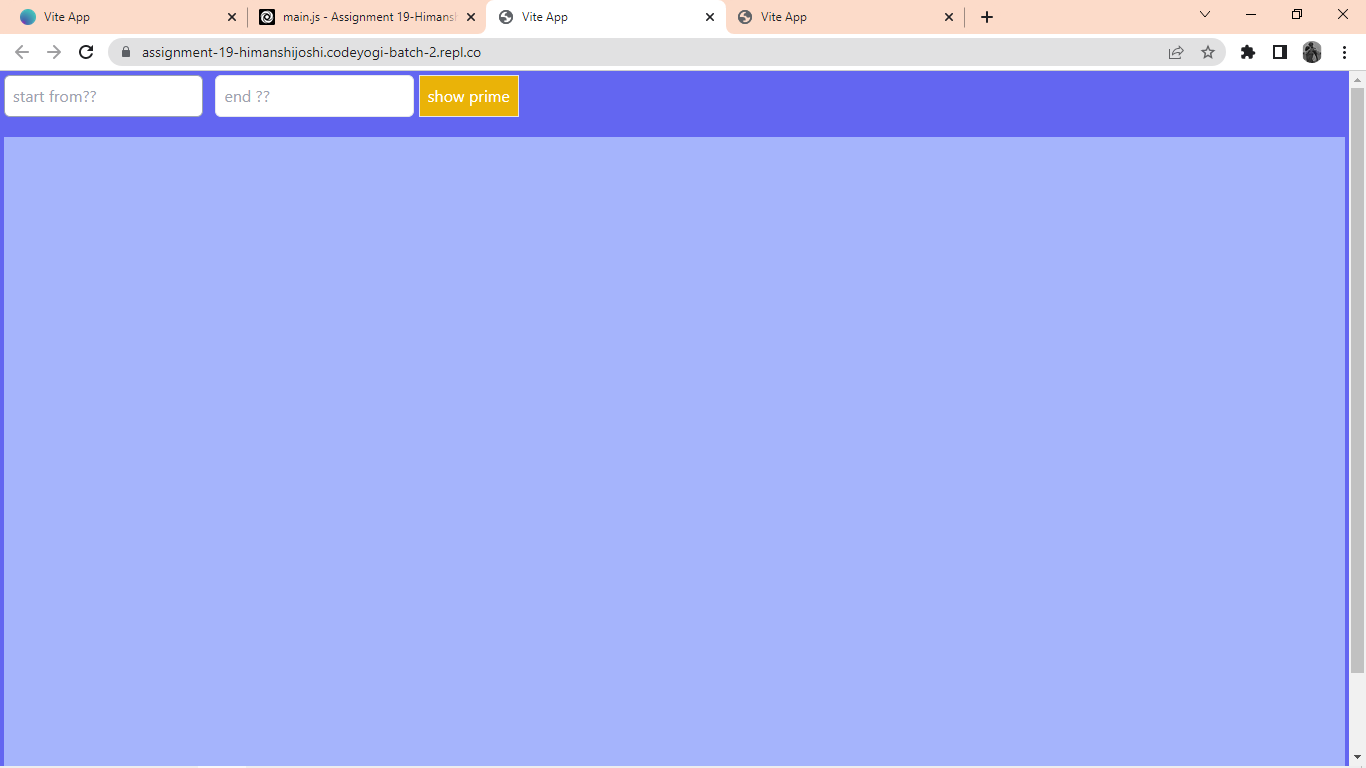 Vite App
main.js - Assignment 19-Himansh
Vite App
Vite App
assignment-19-himanshijoshi.codeyogi-batch-2.repl.co
start from??
end ??
show prime